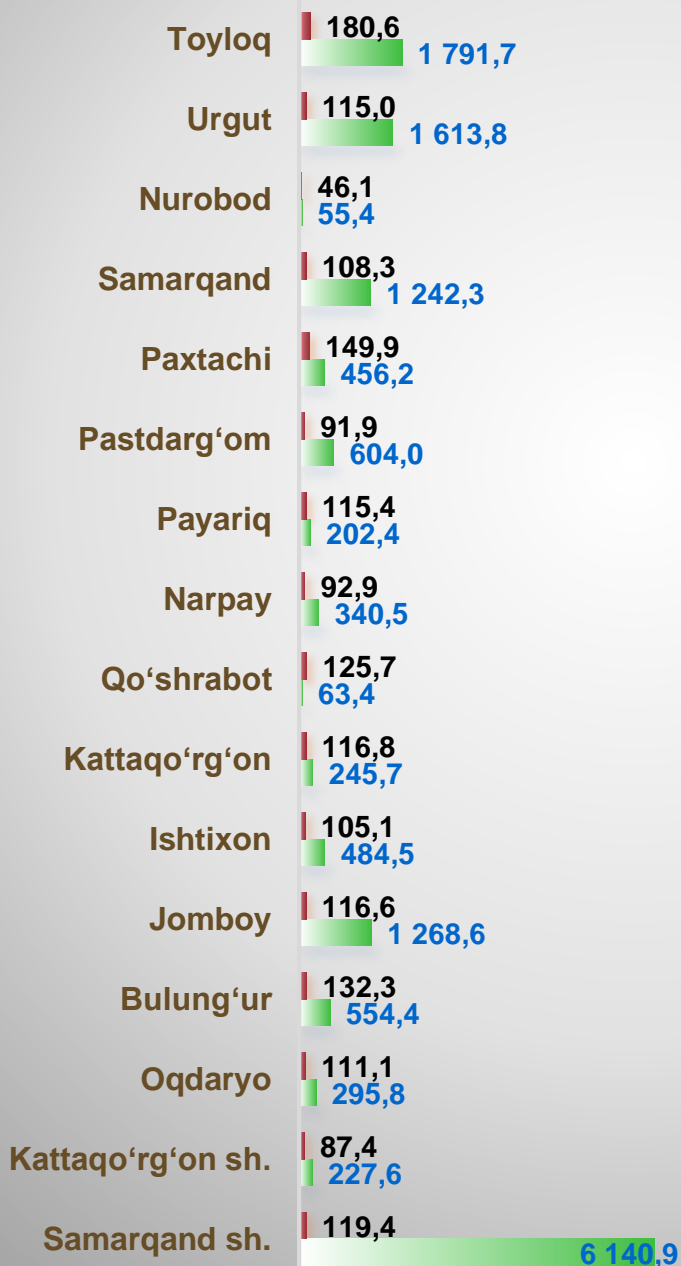 Toyloq 180,6
1 791,7
Urgut 115,0
1 613,8
Nurobod 46,1
55,4
Samarqand 108,3
1 242,3
Paxtachi 149,9
456,2
Pastdarg‘om 91,9
604,0
Payariq 115,4
202,4
Narpay 92,9
340,5
Qo‘shrabot 125,7
63,4
Kattaqo‘rg‘on 116,8
245,7
Ishtixon 105,1
484,5
Jomboy 116,6
1 268,6
Bulung‘ur 132,3
554,4
Oqdaryo 111,1
295,8
Kattaqo‘rg‘on sh. 87,4
227,6
Samarqand sh. 119,4
6 140,9